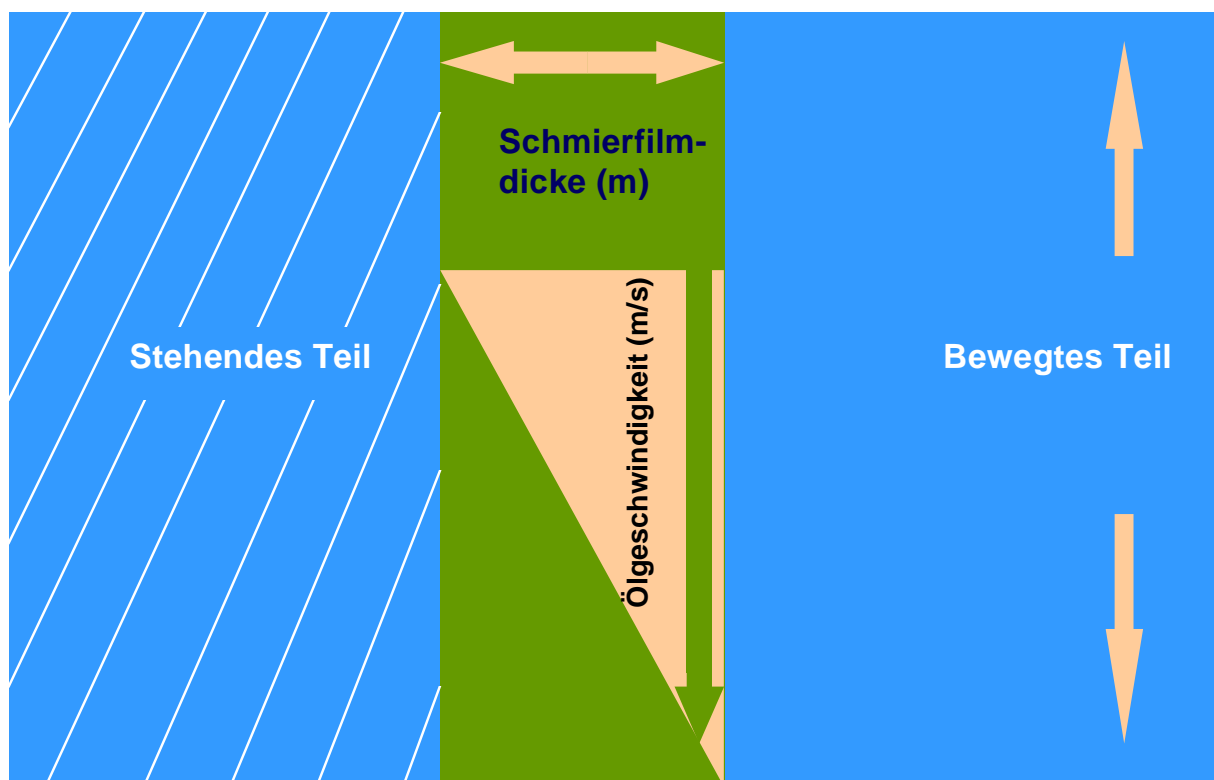 Schmierfilm-
dicke (m)
Ölgeschwindigkeit (m/s)
Stehendes Teil
Bewegtes Teil